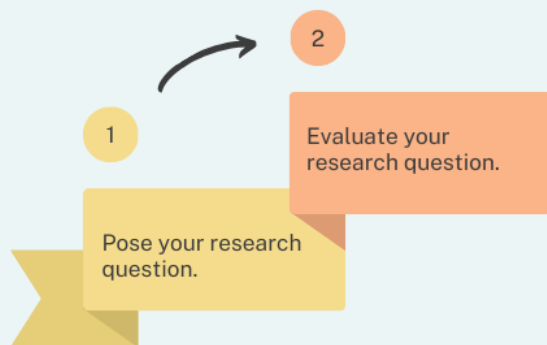 1
Pose your research
question.
2
Evaluate your
research question.